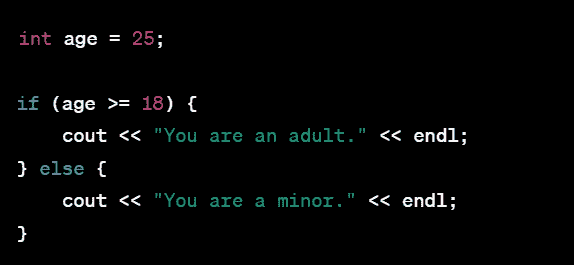 int age = 25;
if (age >= 18) {
    cout << "You are an adult." << endl;
} else {
    cout << "You are a minor." << endl;
}